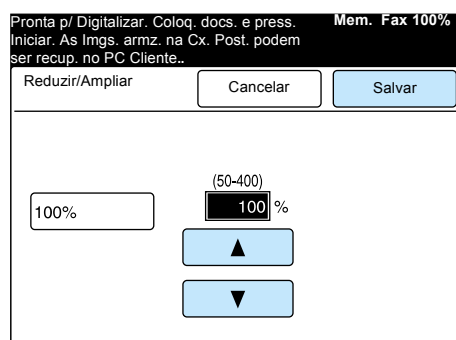 Pronta p/ Digitalizar. Coloq. docs. e press.
Iniciar. As Imgs. armz. na Cx. Post. podem
ser recup. no PC Cliente..
Mem. Fax 100%
Reduzir/Ampliar
Cancelar
Salvar
(50-400)
100%
100 %